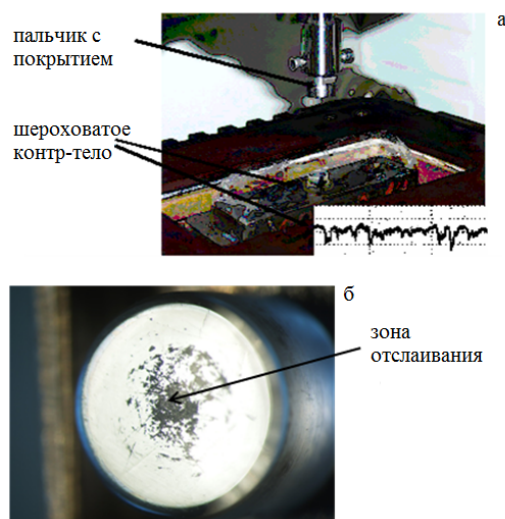 а
пальчик с
покрытием
шероховатое
контр-тело
б
зона
отслаивания